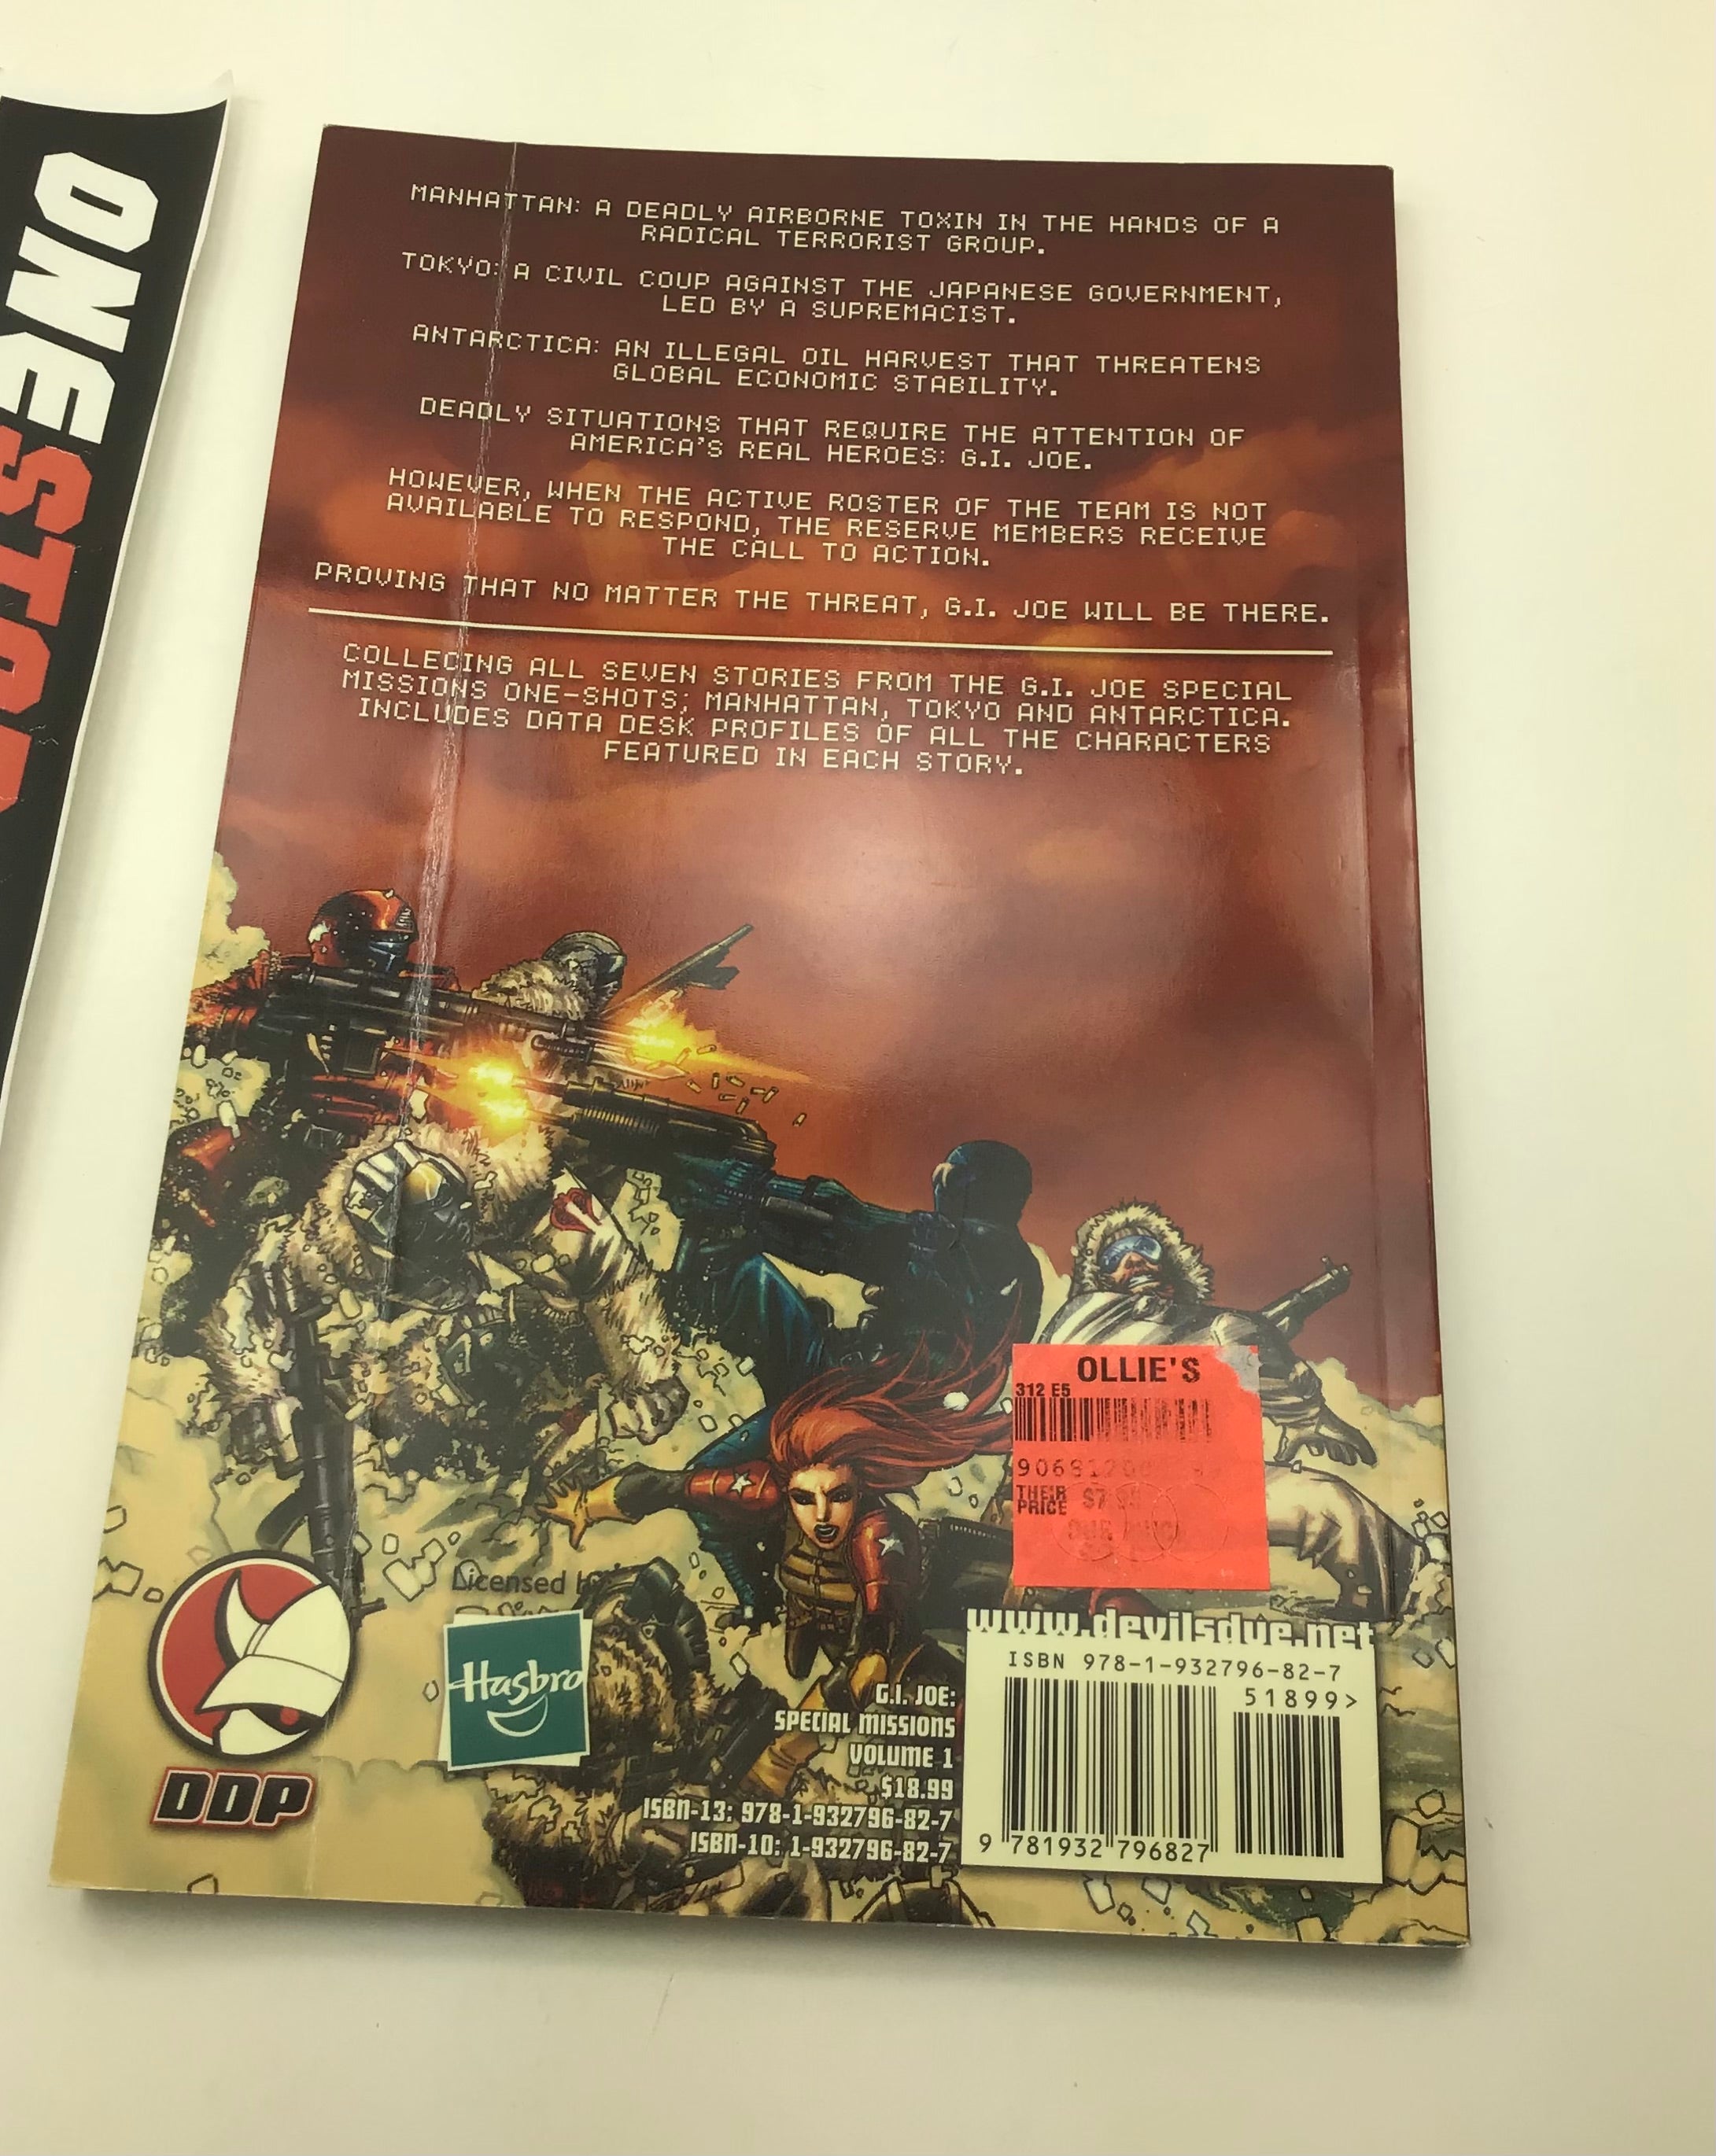 ONE STOP
MANHATTAN: A DEADLY AIRBORNE TOXIN IN THE HANDS OF A
RADICAL TERRORIST GROUP.
TOKYO: A CIVIL COUP AGAINST THE JAPANESE GOVERNMENT,
LED BY A SUPREMACIST.
ANTARCTICA: AN ILLEGAL OIL HARVEST THAT THREATENS
GLOBAL ECONOMIC STABILITY.
DEADLY SITUATIONS THAT REQUIRE THE ATTENTION OF
AMERICA'S REAL HEROES: G.I. JOE.
HOWEVER, WHEN THE ACTIVE ROSTER OF THE TEAM IS NOT
AVAILABLE TO RESPOND, THE RESERVE MEMBERS RECEIVE
THE CALL TO ACTION.
PROVING THAT NO MATTER THE THREAT, G.I. JOE WILL BE THERE.
COLLECING ALL SEVEN STORIES FROM THE G.I. JOE SPECIAL
MISSIONS ONE-SHOTS; MANHATTAN, TOKYO AND ANTARCTICA.
INCLUDES DATA DESK PROFILES OF ALL THE CHARACTERS
FEATURED IN EACH STORY.
OLLIE'S
312 E5
THEIR
PRICE
Licensed by:
Hasbro
DDP
G.I. JOE:
SPECIAL MISSIONS
VOLUME 1
$18.99
ISBN-13: 978-1-932796-82-7
ISBN-10: 1-932796-82-7
www.devilsdue.net
ISBN 978-1-932796-82-7
51899>
9 781932 796827